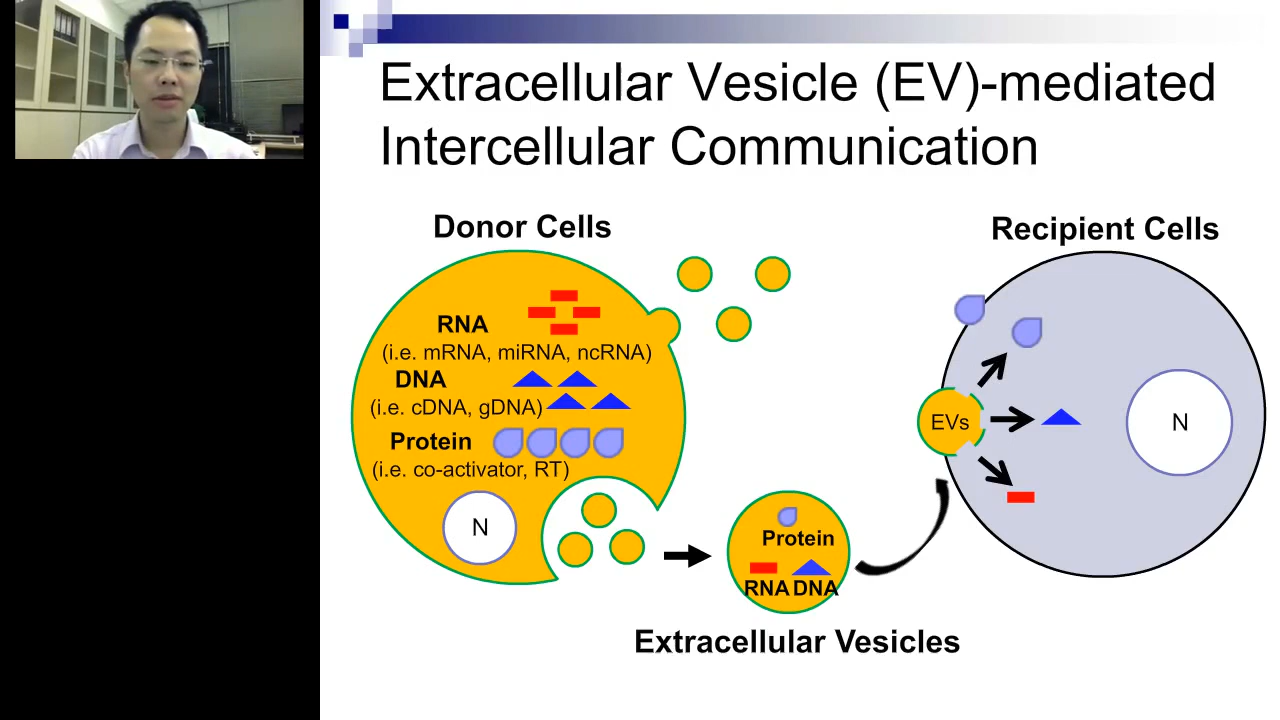 Extracellular Vesicle (EV)-mediated
Intercellular Communication
Donor Cells
Recipient Cells
RNA
(i.e. mRNA, miRNA, ncRNA)
DNA
(i.e. cDNA, gDNA)
Protein
(i.e. co-activator, RT)
N
EVs
N
Protein
RNA DNA
Extracellular Vesicles